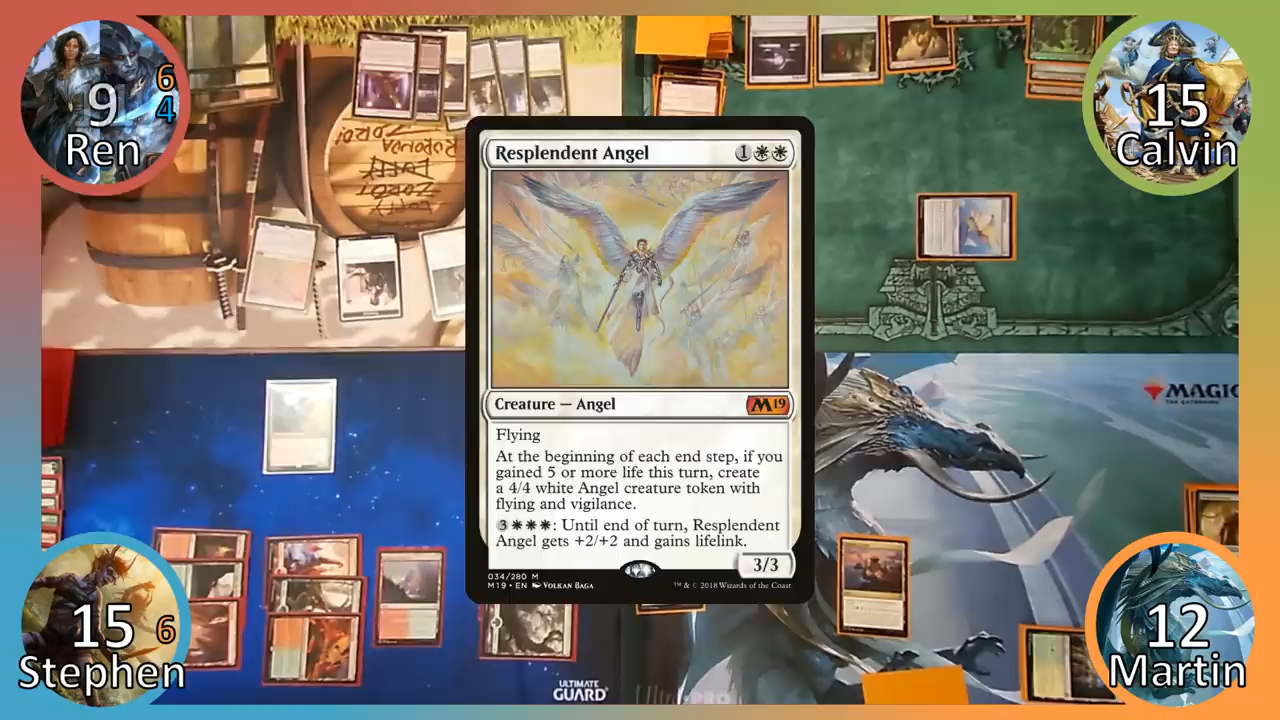 9
6
4
Ren
15
Calvin
Resplendent Angel 1
Creature — Angel M19
Flying
At the beginning of each end step, if you
gained 5 or more life this turn, create
a 4/4 white Angel creature token with
flying and vigilance.
3: Until end of turn, Resplendent
Angel gets +2/+2 and gains lifelink.
3/3
034/280 M
M19 • EN VOLKAN BAGA
™ & © 2018 Wizards of the Coast
MAGIC
15 6
Stephen
ULTIMATE
GUARD
12
Martin